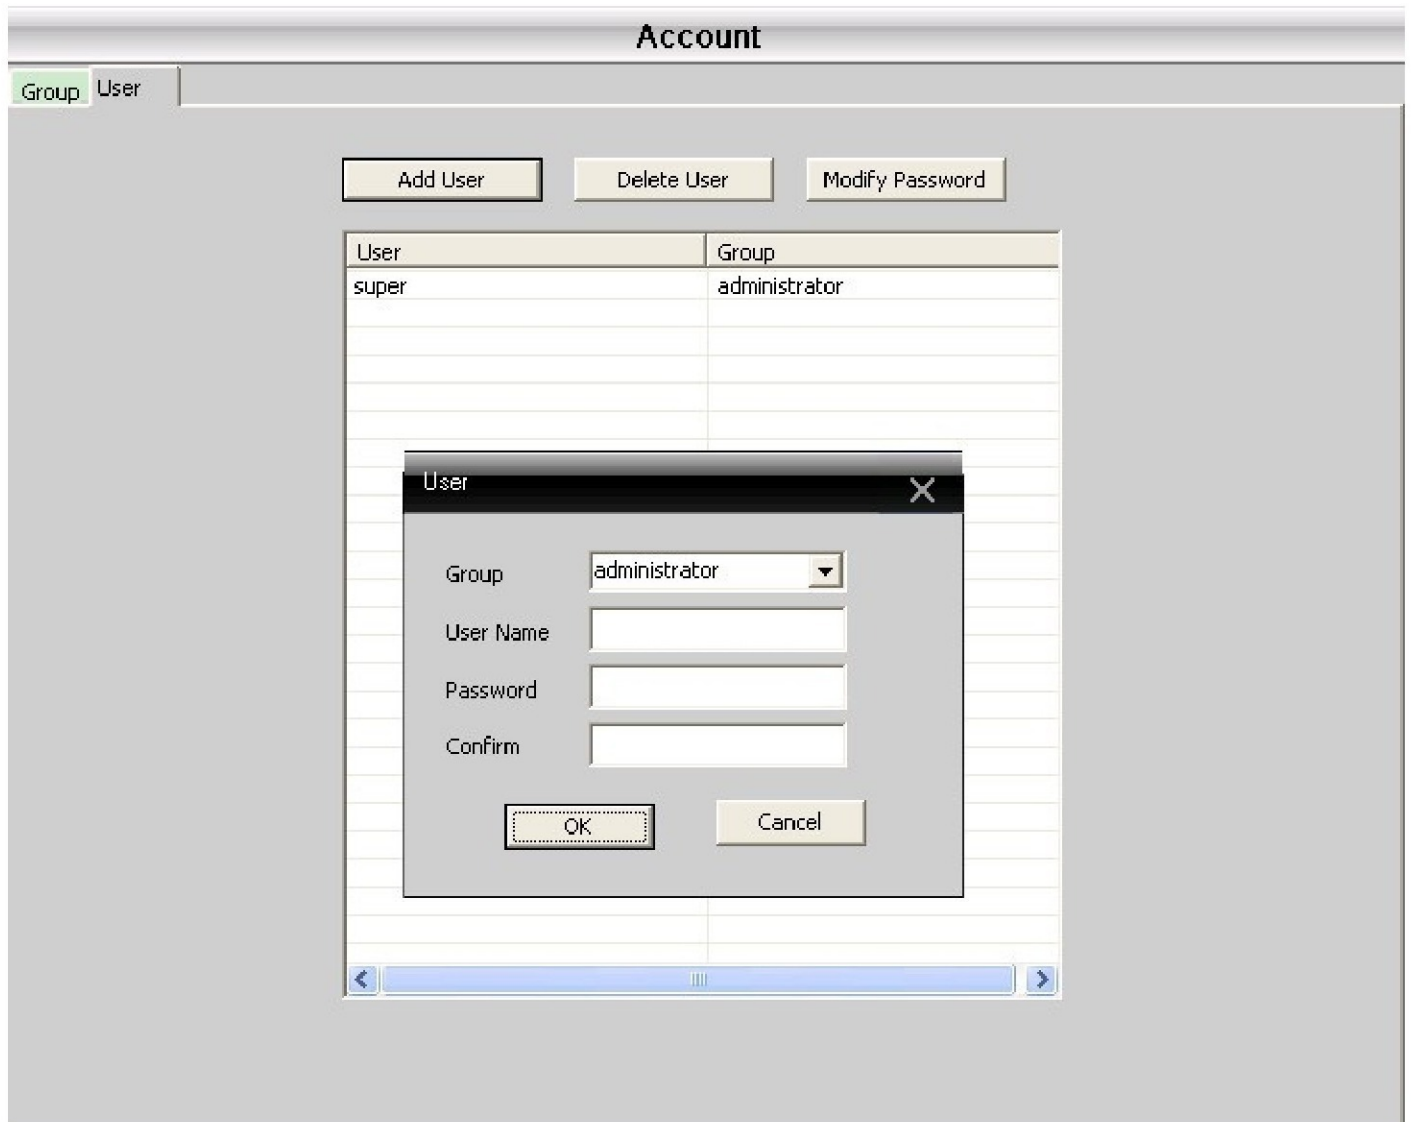 Account
Group User
Add User Delete User Modify Password
User Group
super administrator
User
Group administrator
User Name
Password
Confirm
OK Cancel